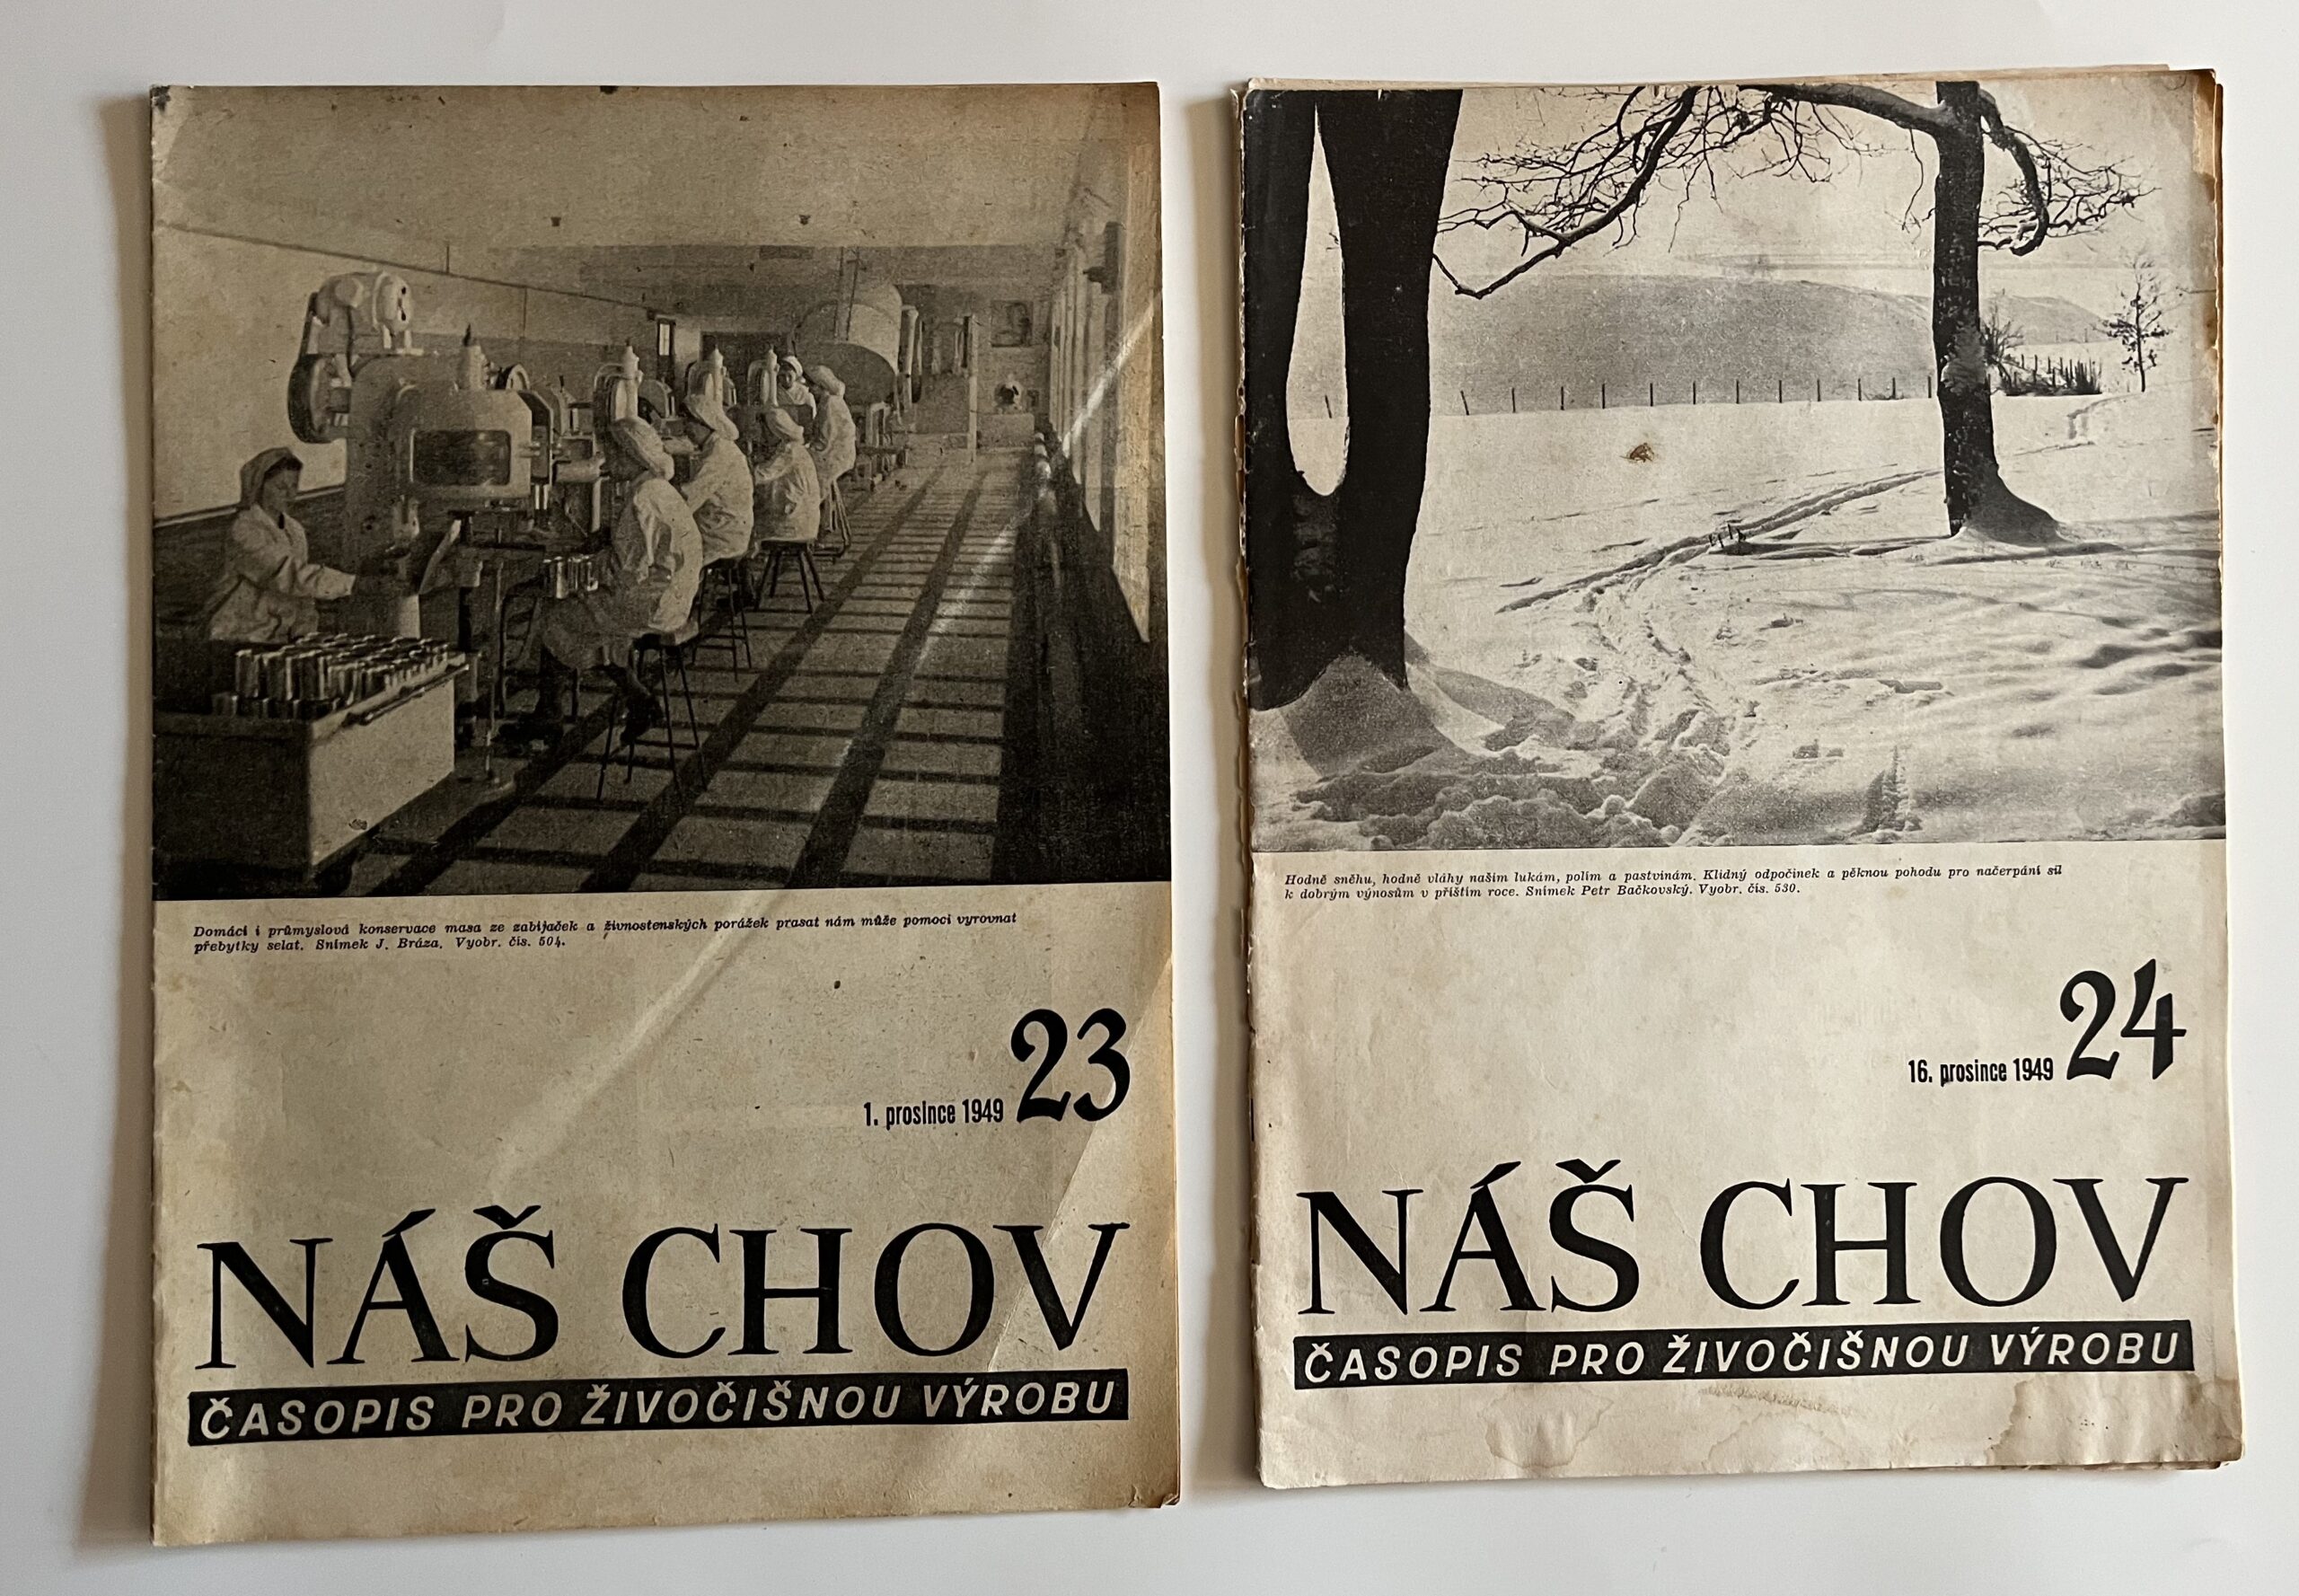 Domácí i průmyslová konservace masa ze zabijaček a živnostenských porážek prasat nám může pomoci vyrovnat
přebytky selat. Snímek J. Bráza. Vyobr. čís. 504.
1. prosince 1949 23
NÁŠ CHOV
ČASOPIS PRO ŽIVOČIŠNOU VÝROBU
Hodně sněhu, hodně vláhy našim lukám, polím a pastvinám. Klidný odpočinek a pěknou pohodu pro načerpání sil
k dobrým výnosům v příštím roce. Snímek Petr Bačkovský. Vyobr. čís. 530.
16. prosince 1949 24
NÁŠ CHOV
ČASOPIS PRO ŽIVOČIŠNOU VÝROBU